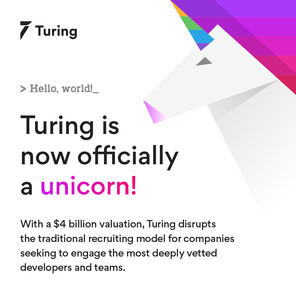 Turing
> Hello, world!_
Turing is
now officially
a unicorn!
With a $4 billion valuation, Turing disrupts
the traditional recruiting model for companies
seeking to engage the most deeply vetted
developers and teams.